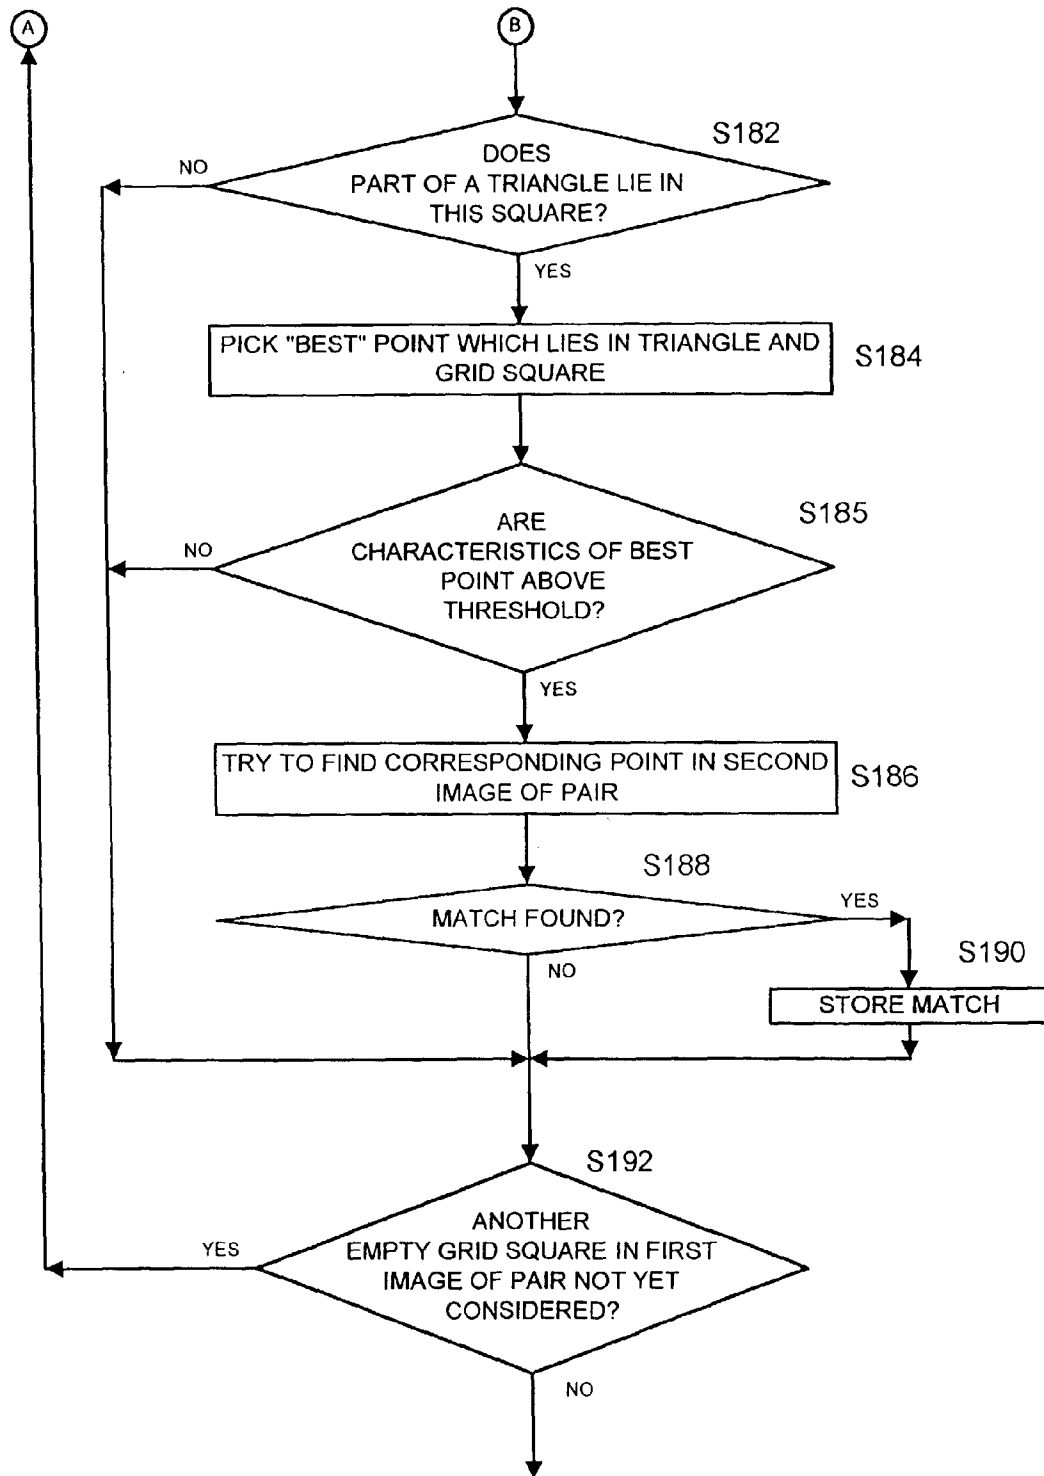 A
B
S182
DOES
PART OF A TRIANGLE LIE IN
THIS SQUARE?
NO
YES
PICK "BEST" POINT WHICH LIES IN TRIANGLE AND
GRID SQUARE
S184
S185
ARE
CHARACTERISTICS OF BEST
POINT ABOVE
THRESHOLD?
NO
YES
TRY TO FIND CORRESPONDING POINT IN SECOND
IMAGE OF PAIR
S186
S188
MATCH FOUND?
YES
NO
S190
STORE MATCH
S192
ANOTHER
EMPTY GRID SQUARE IN FIRST
IMAGE OF PAIR NOT YET
CONSIDERED?
YES
NO